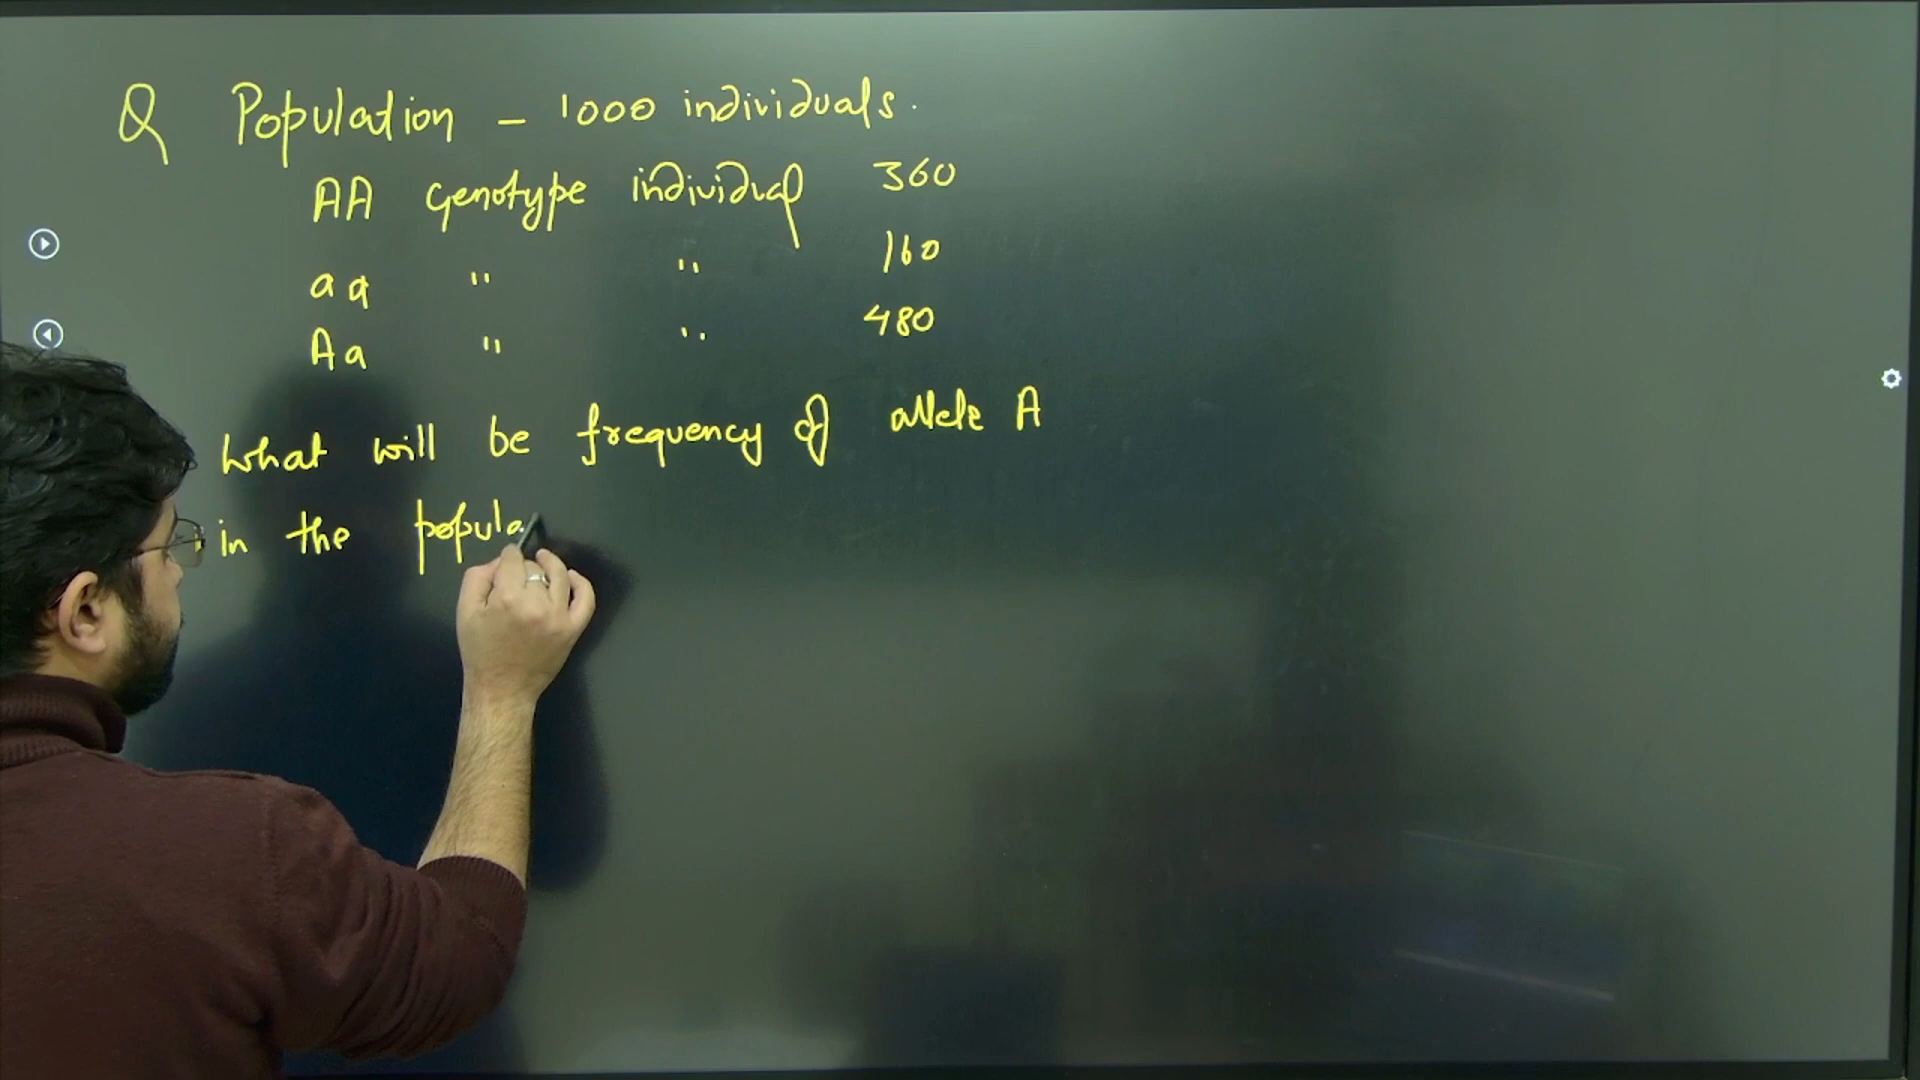 Q Population – 1000 individuals.
AA Genotype individual 360
aa " " 160
Aa " " 480
What will be frequency of allele A
in the popula